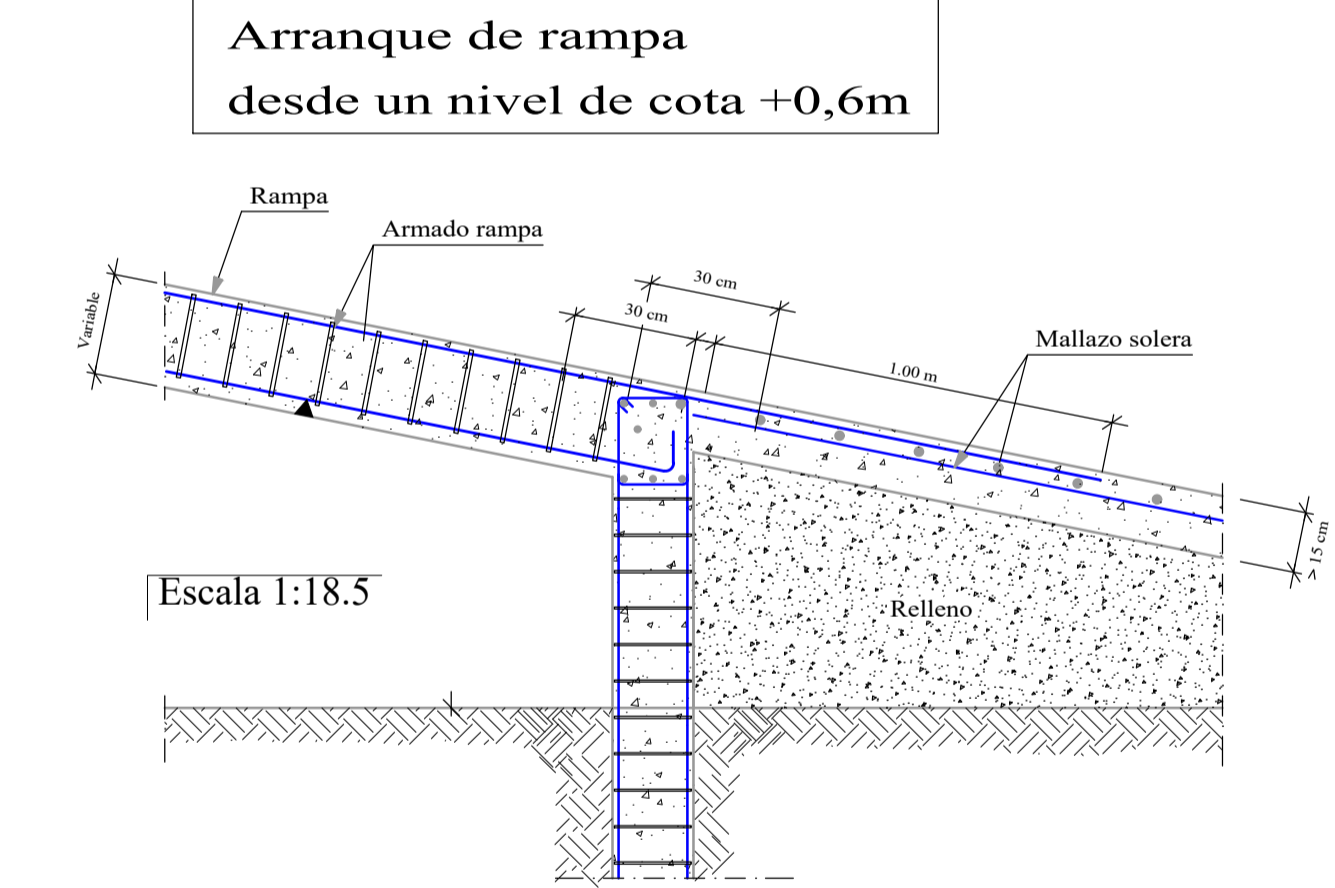 Arranque de rampa
desde un nivel de cota +0,6m
Rampa
Armado rampa
30 cm
30 cm
Variable
Mallazo solera
1.00 m
> 15 cm
Escala 1:18.5
Relleno